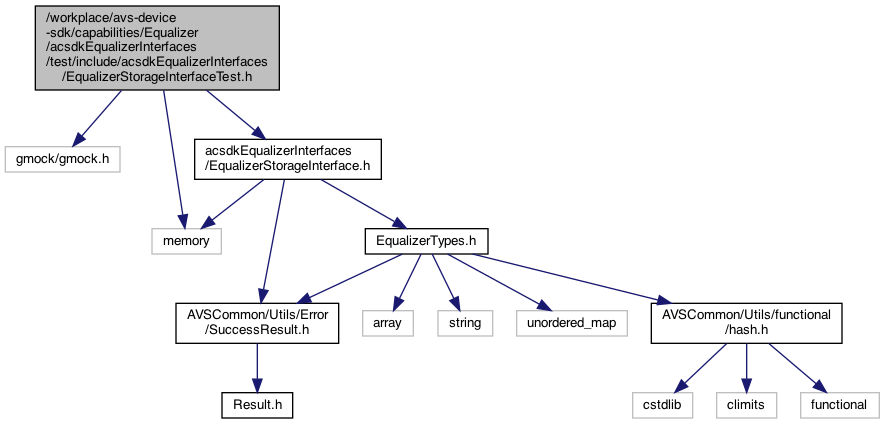 /workplace/avs-device
-sdk/capabilities/Equalizer
/acsdkEqualizerInterfaces
/test/include/acsdkEqualizerInterfaces
/EqualizerStorageInterfaceTest.h
gmock/gmock.h
acsdkEqualizerInterfaces
/EqualizerStorageInterface.h
memory
EqualizerTypes.h
AVSCommon/Utils/Error
/SuccessResult.h
array
string
unordered_map
AVSCommon/Utils/functional
/hash.h
Result.h
cstdlib
climits
functional